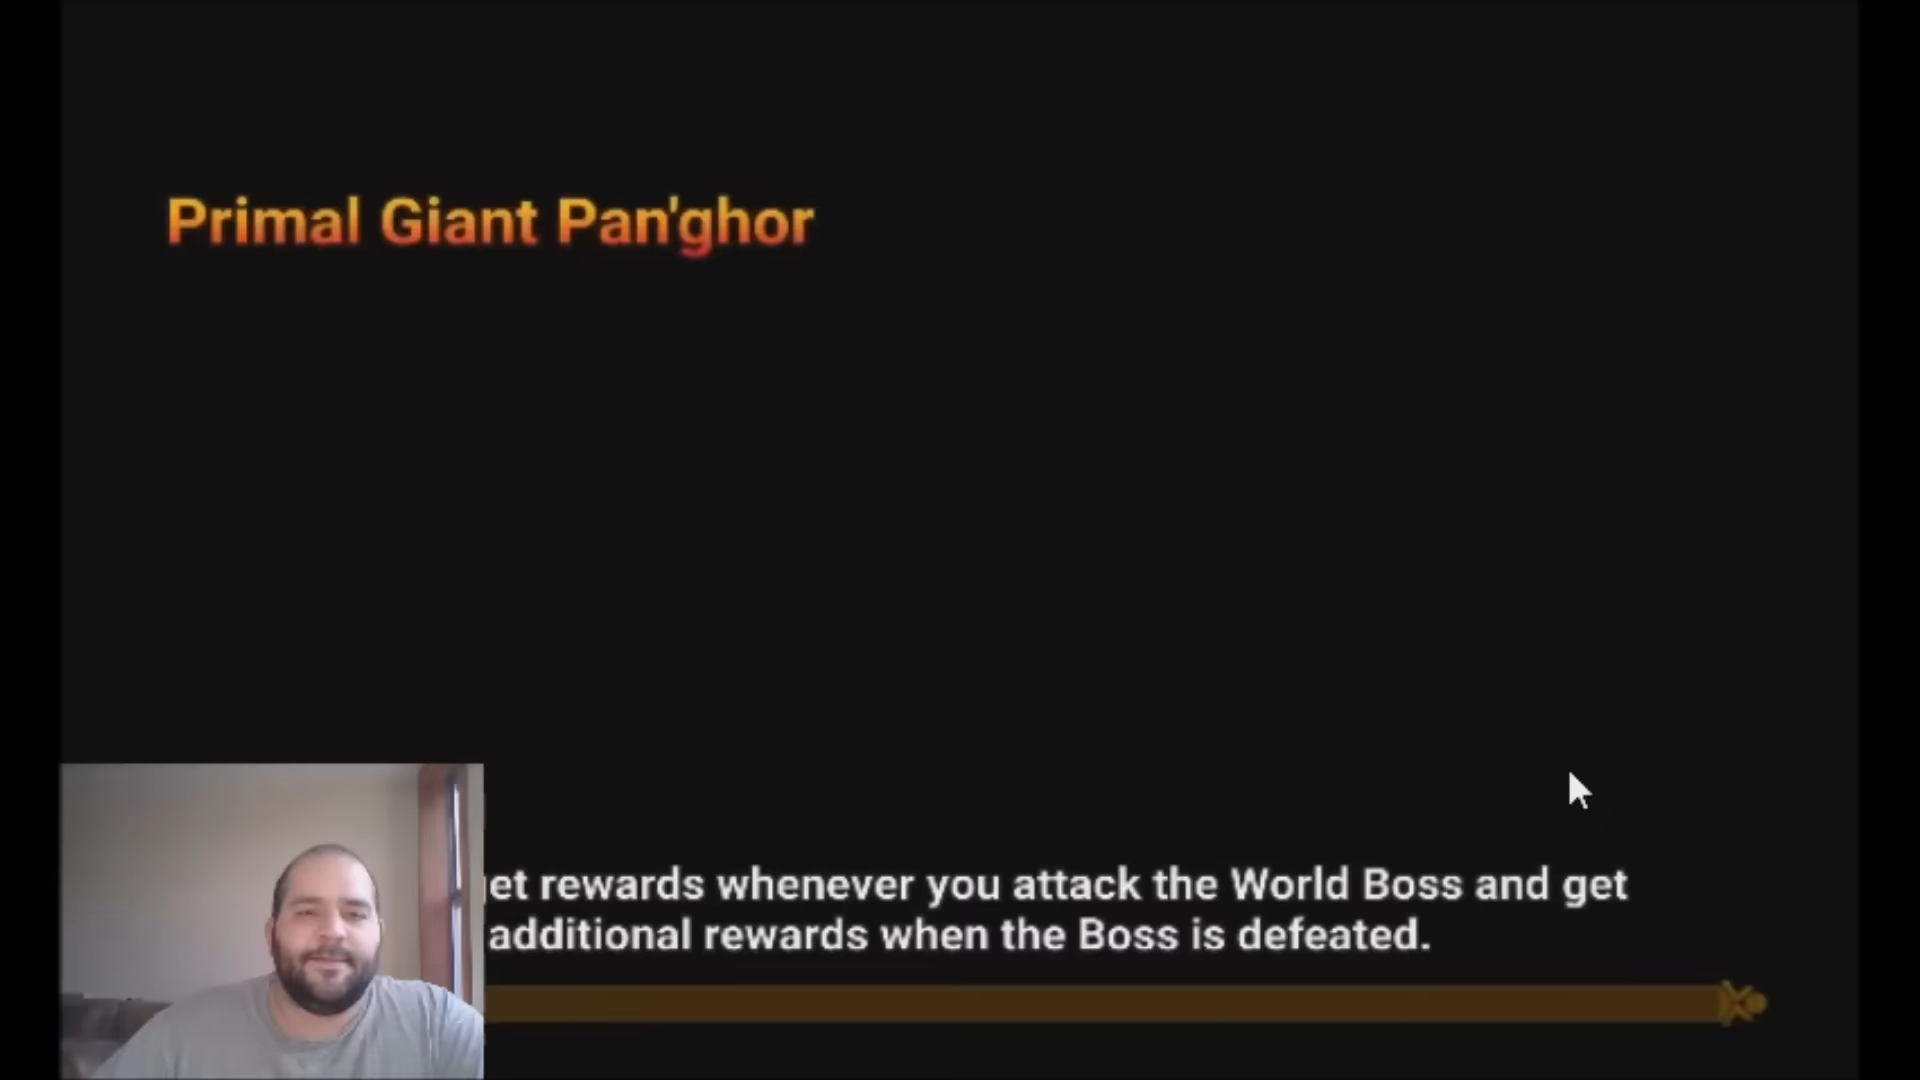 Primal Giant Pan'ghor
rewards whenever you attack the World Boss and get
additional rewards when the Boss is defeated.